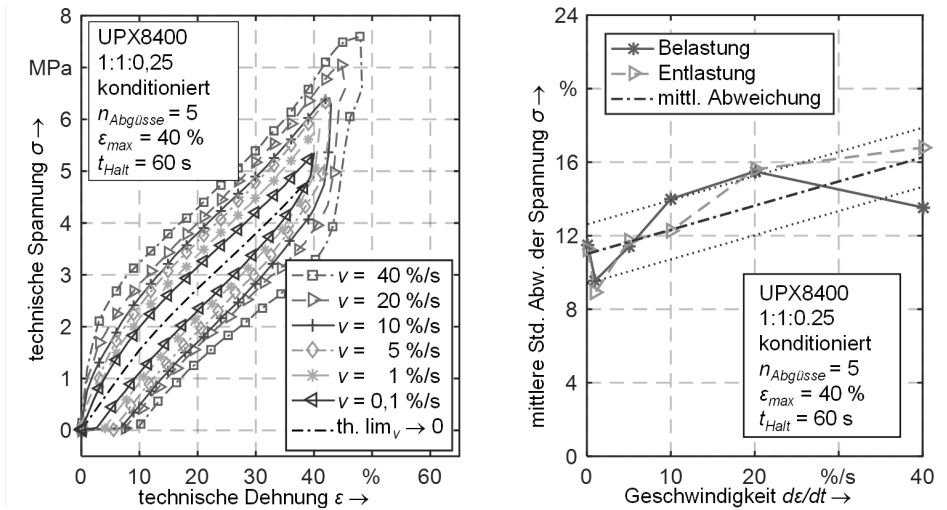 8
MPa
6
5
4
3
2
1
0
technische Spannung σ →
UPX8400
1:1:0,25
konditioniert
n_Abgüsse = 5
ε_max = 40 %
t_Halt = 60 s
v = 40 %/s
v = 20 %/s
v = 10 %/s
v = 5 %/s
v = 1 %/s
v = 0,1 %/s
th. lim_v → 0
0 10 20 30 40 % 60
technische Dehnung ε →
24
%
16
12
8
4
0
mittlere Std. Abw. der Spannung σ →
Belastung
Entlastung
mittl. Abweichung
UPX8400
1:1:0.25
konditioniert
n_Abgüsse = 5
ε_max = 40 %
t_Halt = 60 s
0 10 20 %/s 40
Geschwindigkeit dε/dt →